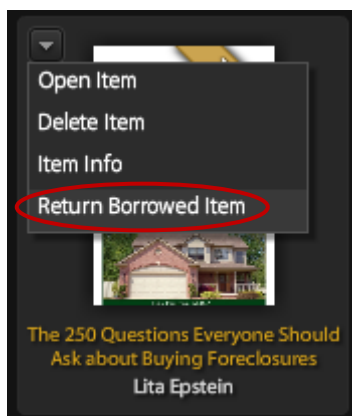 Open Item
Delete Item
Item Info
Return Borrowed Item
The 250 Questions Everyone Should
Ask about Buying Foreclosures
Lita Epstein